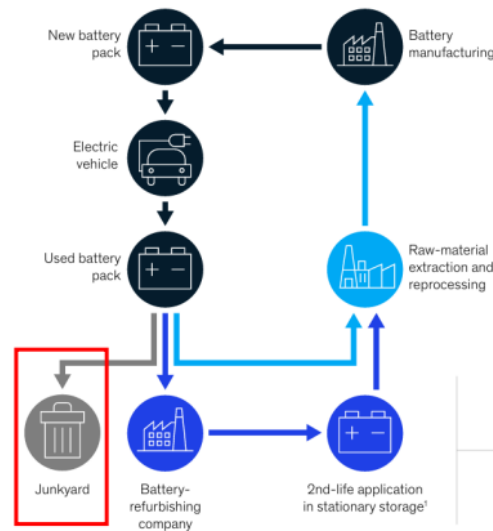 New battery
pack
Battery
manufacturing
Electric
vehicle
Used battery
pack
Raw-material
extraction and
reprocessing
Junkyard
Battery-
refurbishing
company
2nd-life application
in stationary storage¹